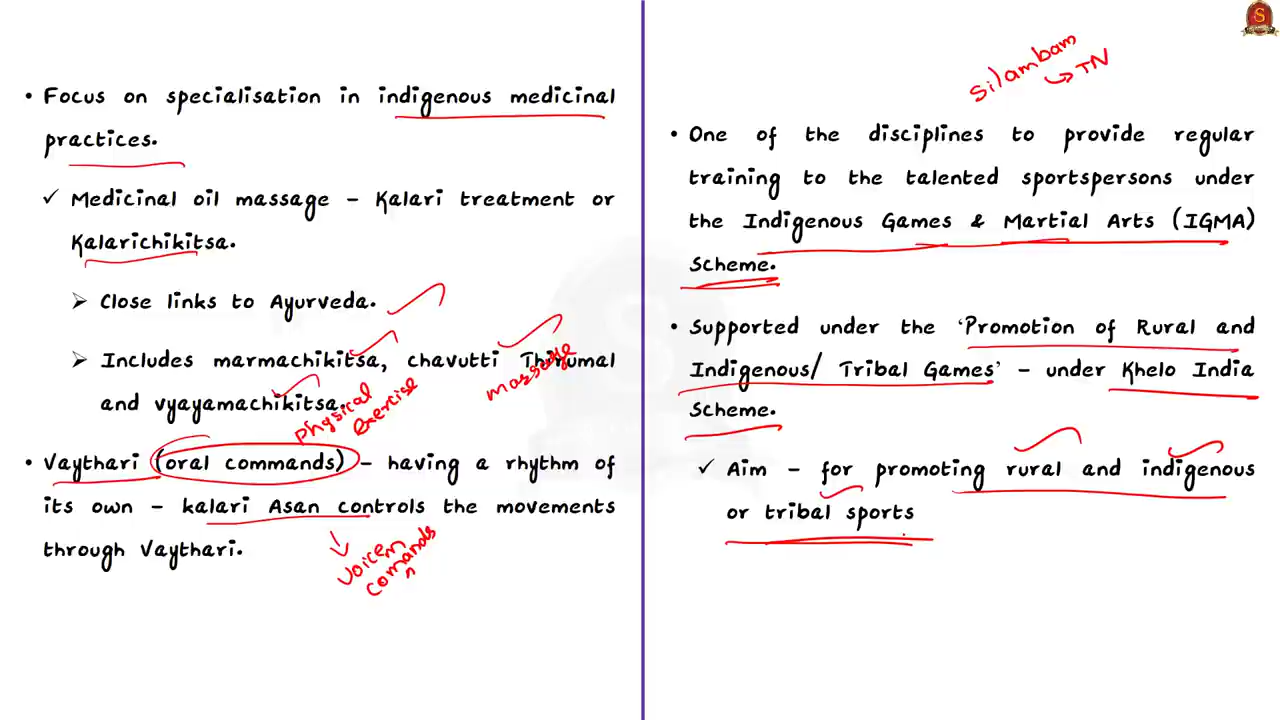 • Focus on specialisation in indigenous medicinal
practices.
✓ Medicinal oil massage – Kalari treatment or
Kalarichikitsa.
➢ Close links to Ayurveda.
➢ Includes marmachikitsa, chavutti Thirumal
and vyayamachikitsa.
Physical
Exercise
massage
• Vaythari (oral commands) – having a rhythm of
its own – kalari Asan controls the movements
through Vaythari.
voice
comands
m
Silambam
→ TN
• One of the disciplines to provide regular
training to the talented sportspersons under
the Indigenous Games & Martial Arts (IGMA)
Scheme.
• Supported under the 'Promotion of Rural and
Indigenous/ Tribal Games' – under Khelo India
Scheme.
✓ Aim – for promoting rural and indigenous
or tribal sports